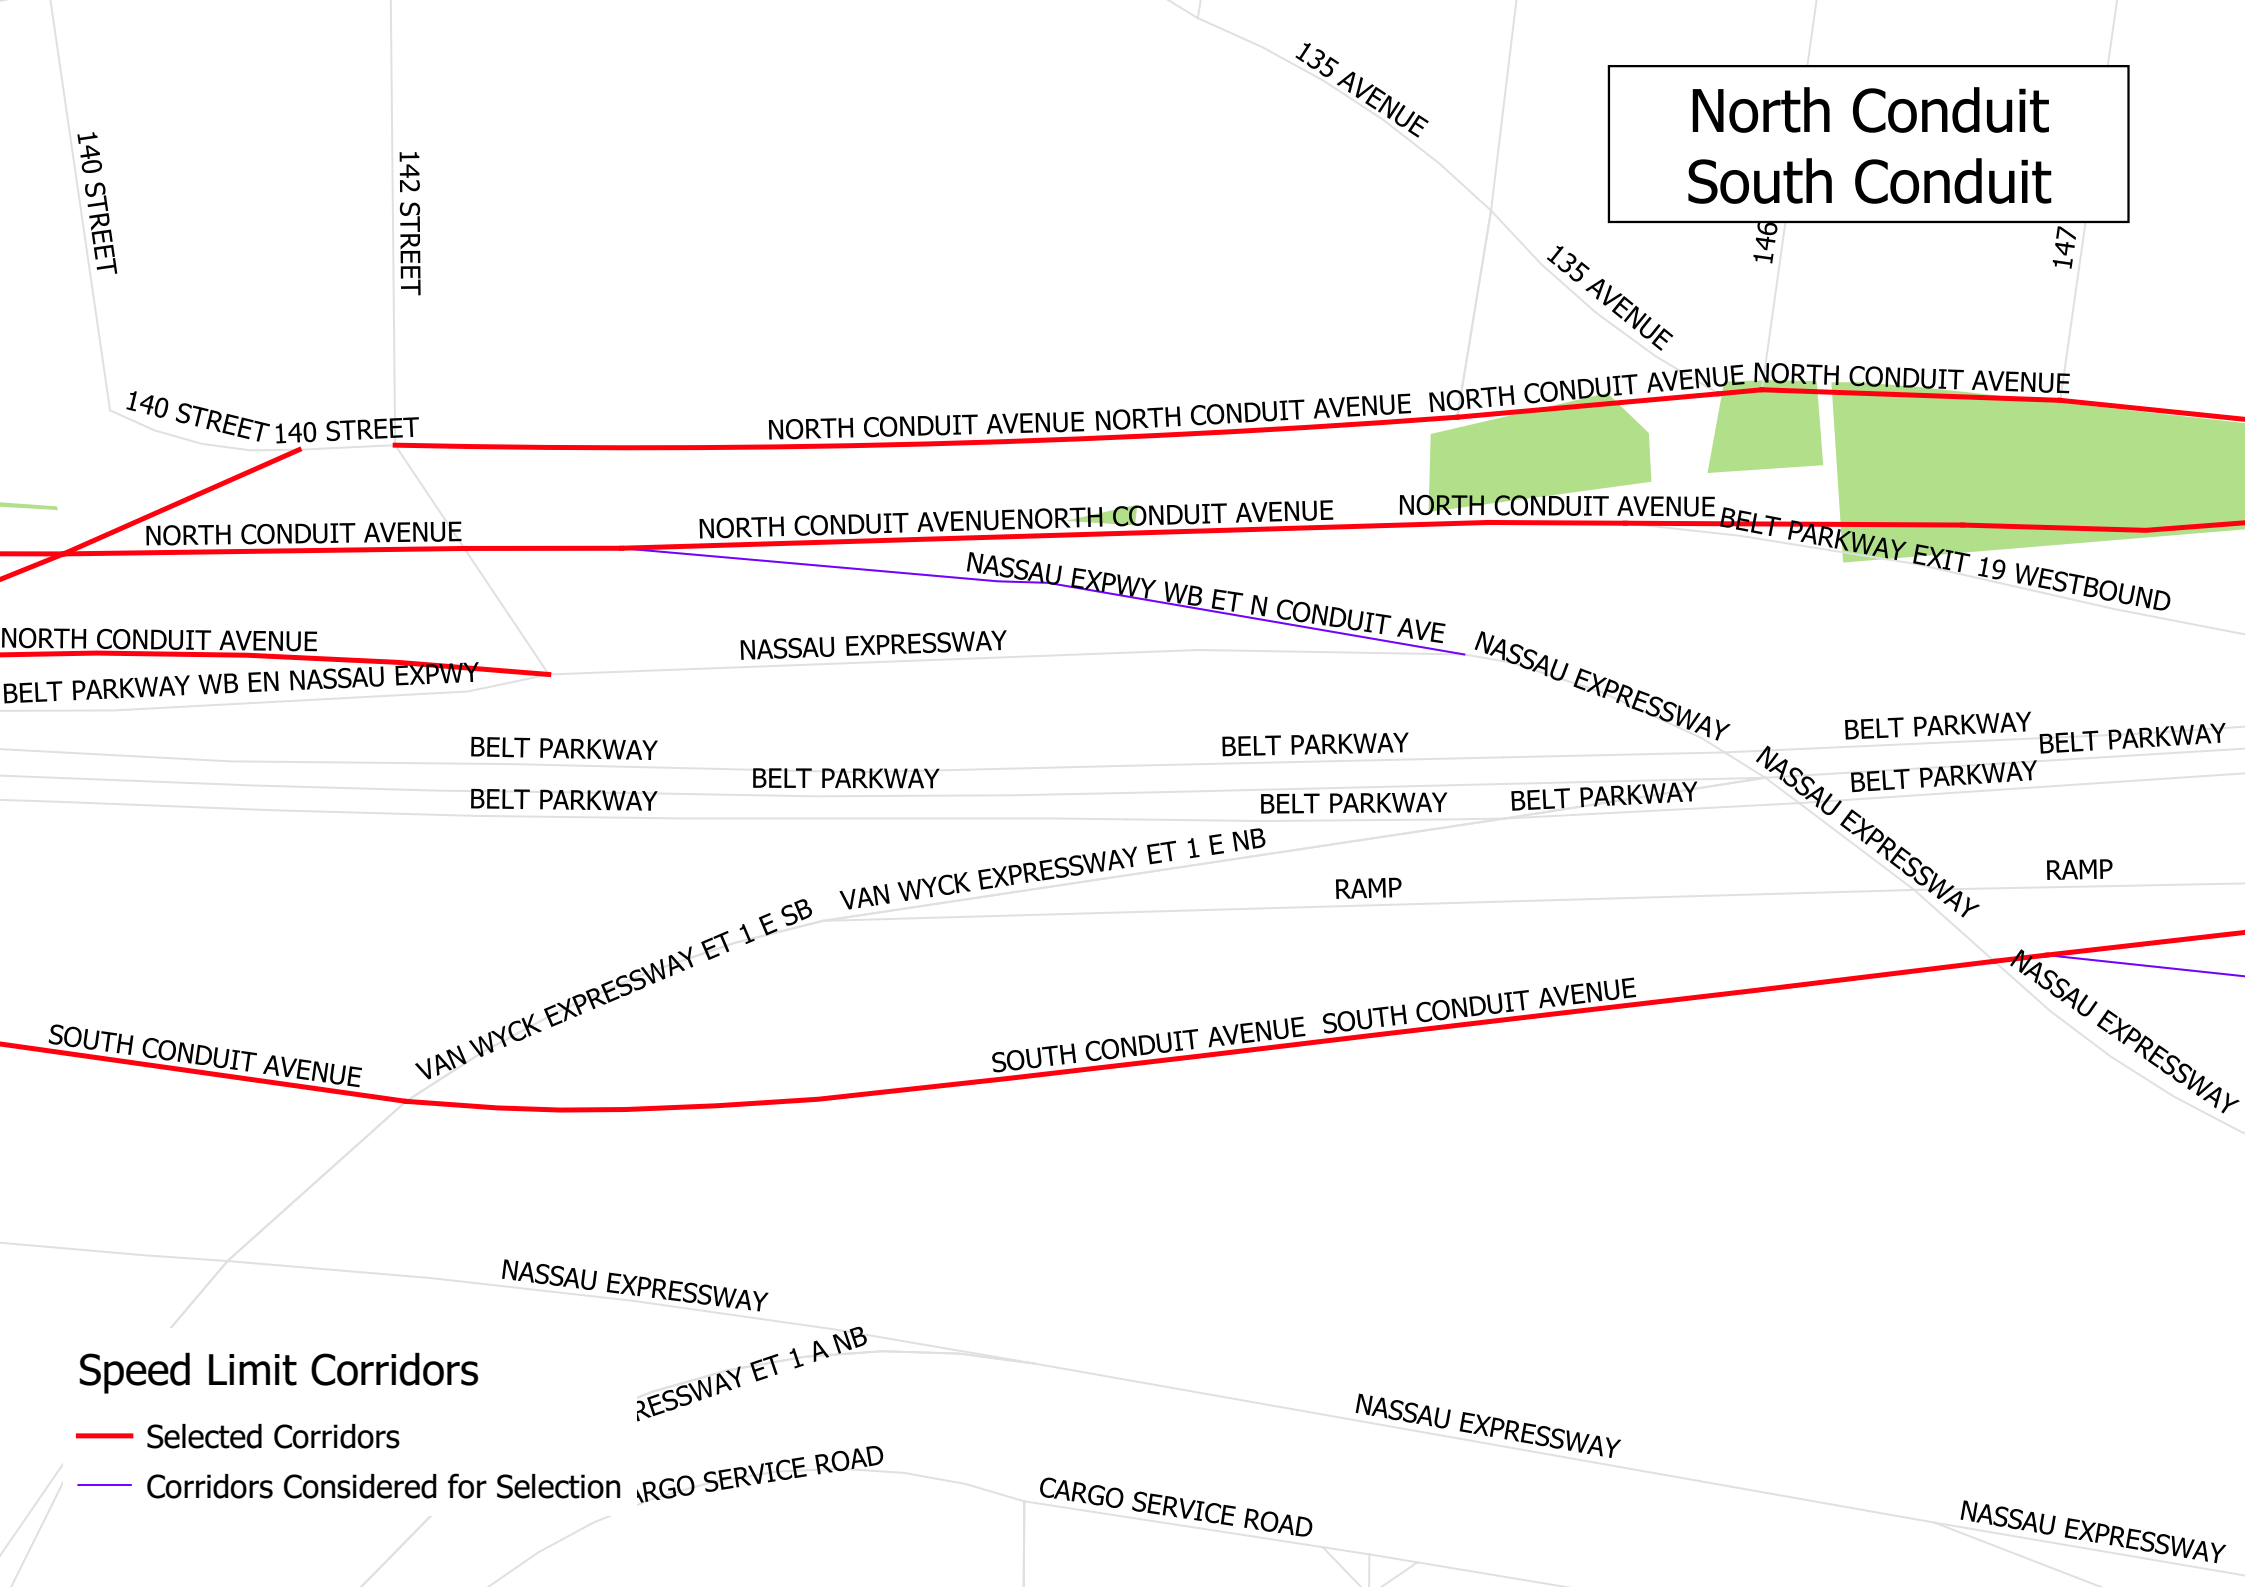 135 AVENUE
North Conduit
South Conduit
140 STREET
142 STREET
146
147
135 AVENUE
140 STREET
140 STREET
NORTH CONDUIT AVENUE
NORTH CONDUIT AVENUE
NORTH CONDUIT AVENUE
NORTH CONDUIT AVENUE
NORTH CONDUIT AVENUE
NORTH CONDUIT AVENUE
NORTH CONDUIT AVENUE
NORTH CONDUIT AVENUE
BELT PARKWAY EXIT 19 WESTBOUND
NASSAU EXPWY WB ET N CONDUIT AVE
NORTH CONDUIT AVENUE
NASSAU EXPRESSWAY
NASSAU EXPRESSWAY
BELT PARKWAY WB EN NASSAU EXPWY
BELT PARKWAY
BELT PARKWAY
BELT PARKWAY
BELT PARKWAY
BELT PARKWAY
BELT PARKWAY
BELT PARKWAY
BELT PARKWAY
BELT PARKWAY
NASSAU EXPRESSWAY
VAN WYCK EXPRESSWAY ET 1 E NB
RAMP
RAMP
VAN WYCK EXPRESSWAY ET 1 E SB
SOUTH CONDUIT AVENUE
SOUTH CONDUIT AVENUE
SOUTH CONDUIT AVENUE
NASSAU EXPRESSWAY
NASSAU EXPRESSWAY
RESSWAY ET 1 A NB
Speed Limit Corridors
Selected Corridors
Corridors Considered for Selection
ARGO SERVICE ROAD
CARGO SERVICE ROAD
NASSAU EXPRESSWAY
NASSAU EXPRESSWAY